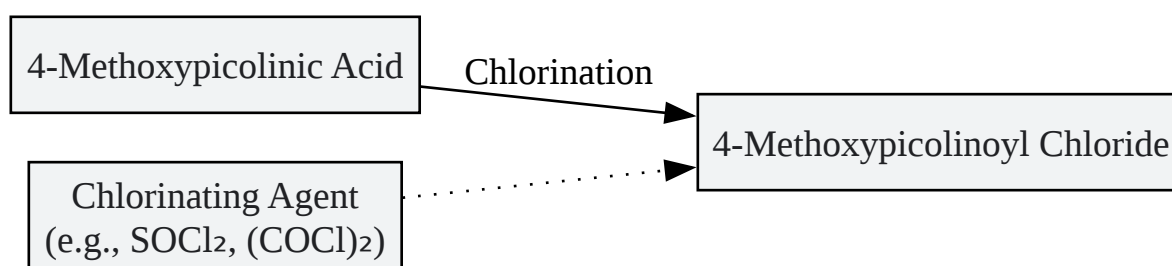 4-Methoxypicolinic Acid
Chlorination
4-Methoxypicolinoyl Chloride
Chlorinating Agent
(e.g., SOCl₂, (COCl)₂)